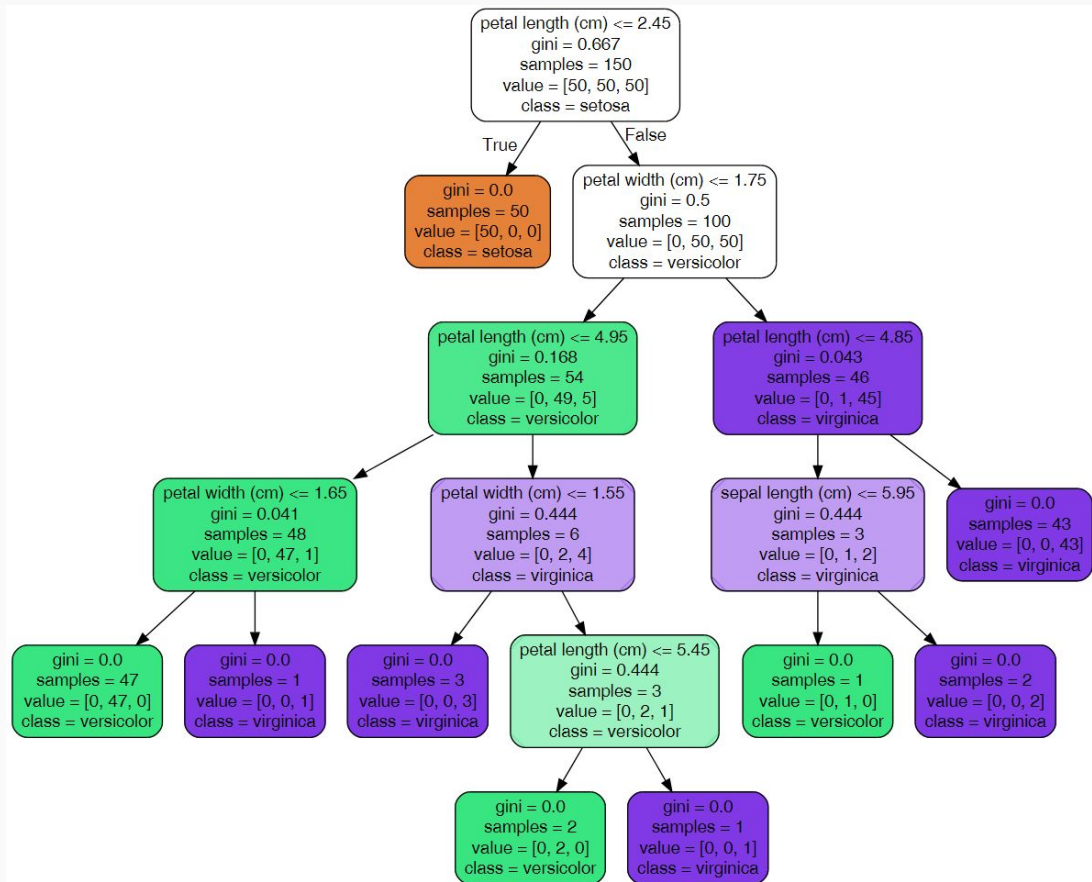 petal length (cm) <= 2.45
gini = 0.667
samples = 150
value = [50, 50, 50]
class = setosa
True
False
gini = 0.0
samples = 50
value = [50, 0, 0]
class = setosa
petal width (cm) <= 1.75
gini = 0.5
samples = 100
value = [0, 50, 50]
class = versicolor
petal length (cm) <= 4.95
gini = 0.168
samples = 54
value = [0, 49, 5]
class = versicolor
petal length (cm) <= 4.85
gini = 0.043
samples = 46
value = [0, 1, 45]
class = virginica
petal width (cm) <= 1.65
gini = 0.041
samples = 48
value = [0, 47, 1]
class = versicolor
petal width (cm) <= 1.55
gini = 0.444
samples = 6
value = [0, 2, 4]
class = virginica
sepal length (cm) <= 5.95
gini = 0.444
samples = 3
value = [0, 1, 2]
class = virginica
gini = 0.0
samples = 43
value = [0, 0, 43]
class = virginica
gini = 0.0
samples = 47
value = [0, 47, 0]
class = versicolor
gini = 0.0
samples = 1
value = [0, 0, 1]
class = virginica
gini = 0.0
samples = 3
value = [0, 0, 3]
class = virginica
petal length (cm) <= 5.45
gini = 0.444
samples = 3
value = [0, 2, 1]
class = versicolor
gini = 0.0
samples = 1
value = [0, 1, 0]
class = versicolor
gini = 0.0
samples = 2
value = [0, 0, 2]
class = virginica
gini = 0.0
samples = 2
value = [0, 2, 0]
class = versicolor
gini = 0.0
samples = 1
value = [0, 0, 1]
class = virginica